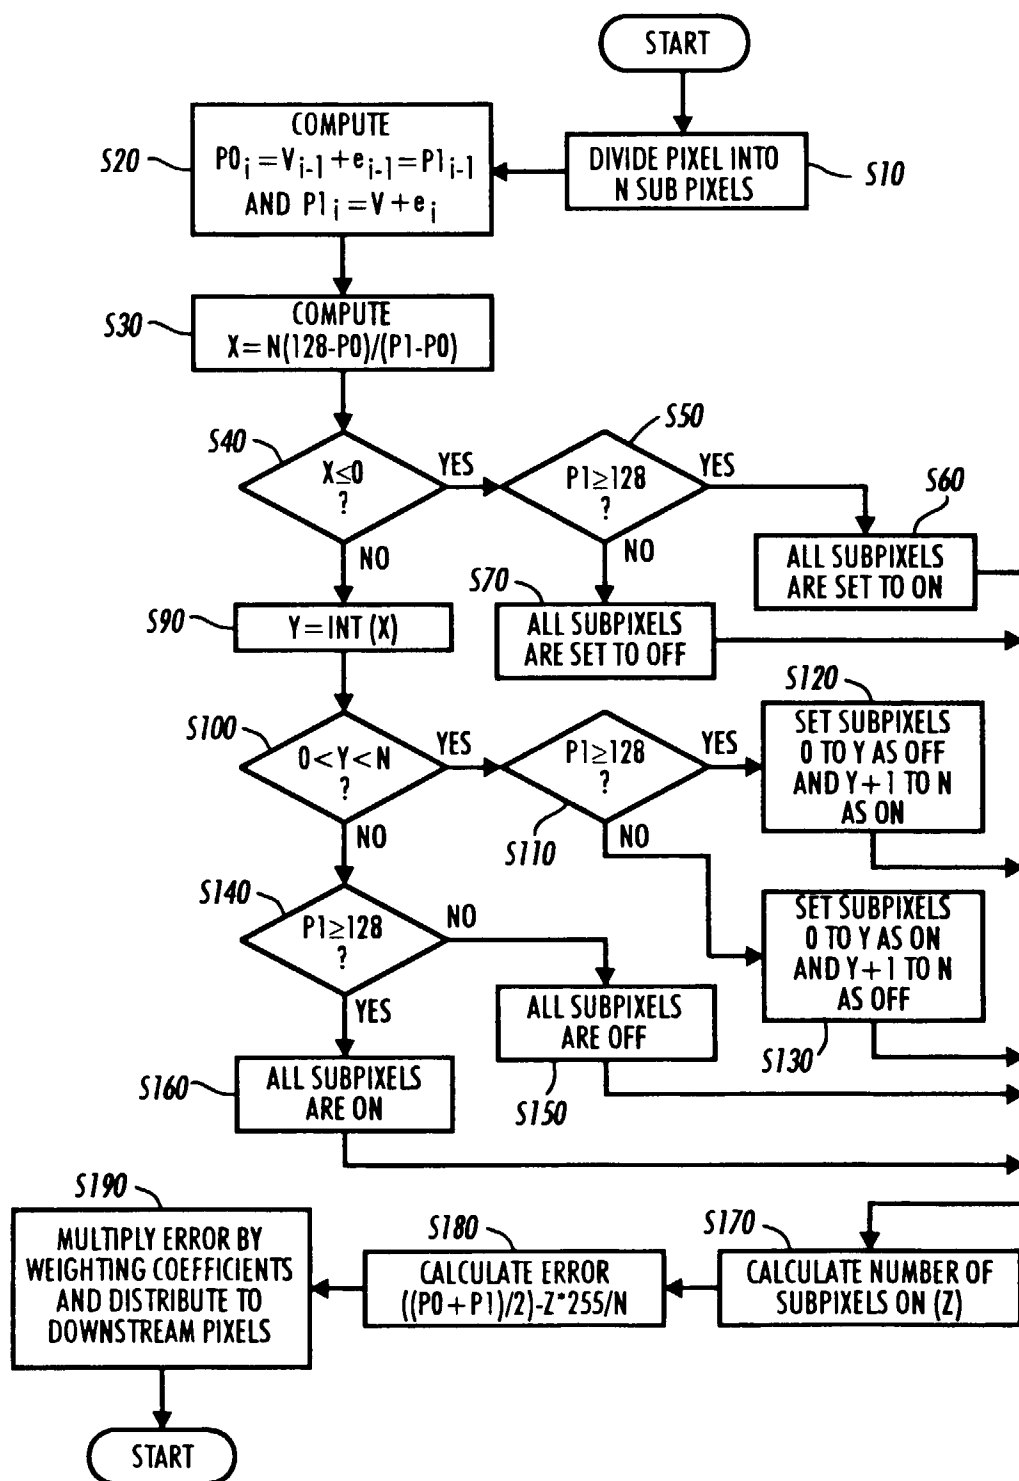 START
DIVIDE PIXEL INTO
N SUB PIXELS
S10
COMPUTE
P0i = Vi-1 + ei-1 = P1i-1
AND P1i = V + ei
S20
COMPUTE
X = N(128-P0)/(P1-P0)
S30
S40
X≤0
?
YES
NO
S50
P1≥128
?
YES
NO
S60
ALL SUBPIXELS
ARE SET TO ON
S70
ALL SUBPIXELS
ARE SET TO OFF
S90
Y = INT (X)
S100
0<Y<N
?
YES
NO
P1≥128
?
S110
YES
NO
S120
SET SUBPIXELS
0 TO Y AS OFF
AND Y+1 TO N
AS ON
SET SUBPIXELS
0 TO Y AS ON
AND Y+1 TO N
AS OFF
S130
S140
P1≥128
?
NO
YES
ALL SUBPIXELS
ARE OFF
S150
S160
ALL SUBPIXELS
ARE ON
S170
CALCULATE NUMBER OF
SUBPIXELS ON (Z)
S180
CALCULATE ERROR
((P0+P1)/2)-Z*255/N
S190
MULTIPLY ERROR BY
WEIGHTING COEFFICIENTS
AND DISTRIBUTE TO
DOWNSTREAM PIXELS
START